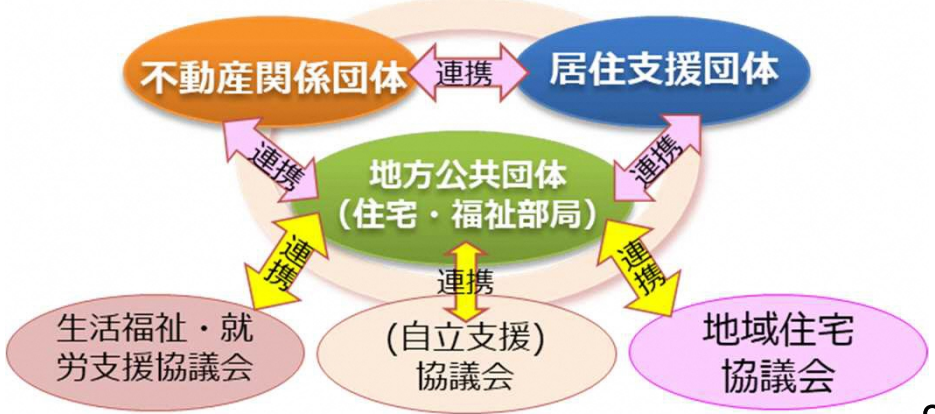 不動産関係団体
連携
居住支援団体
連携
地方公共団体
（住宅・福祉部局）
連携
連携
連携
連携
生活福祉・就
労支援協議会
(自立支援)
協議会
地域住宅
協議会